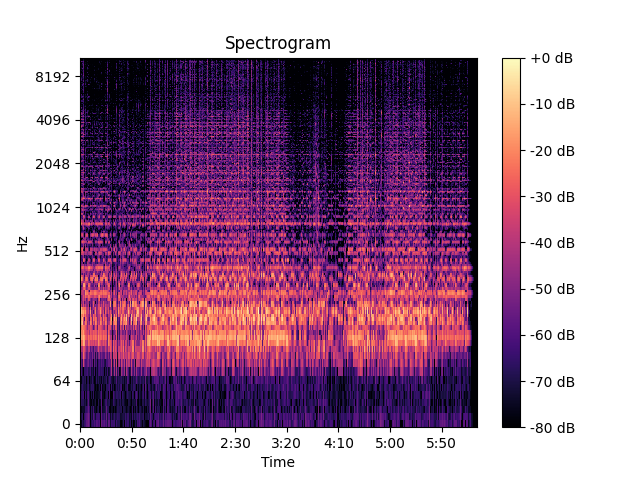 Spectrogram
Hz
8192
4096
2048
1024
512
256
128
64
0
0:00 0:50 1:40 2:30 3:20 4:10 5:00 5:50
Time
+0 dB
-10 dB
-20 dB
-30 dB
-40 dB
-50 dB
-60 dB
-70 dB
-80 dB